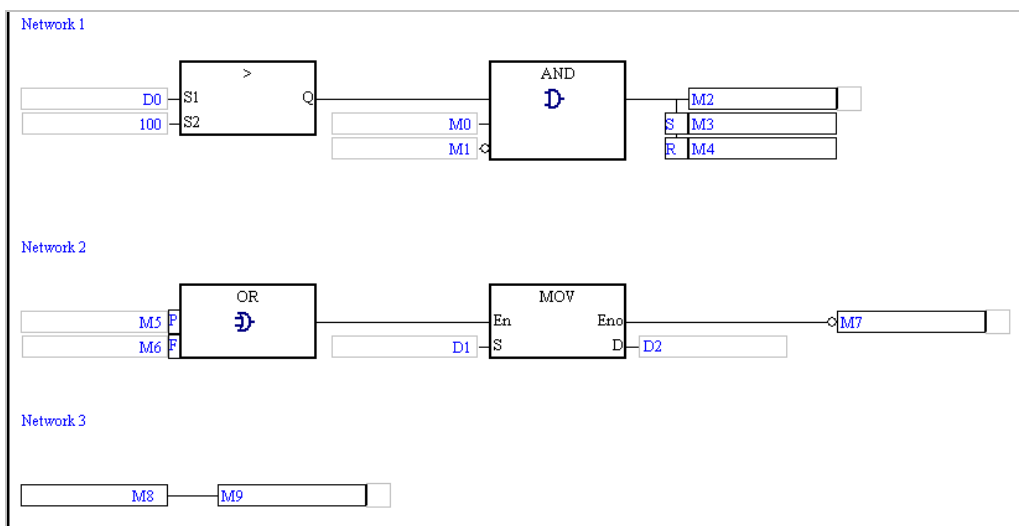 Network 1
> AND
D0 S1 Q M2
100 S2 M0 S M3
M1 R M4
Network 2
OR MOV
M5 P En Eno M7
M6 F D1 S D D2
Network 3
M8 M9